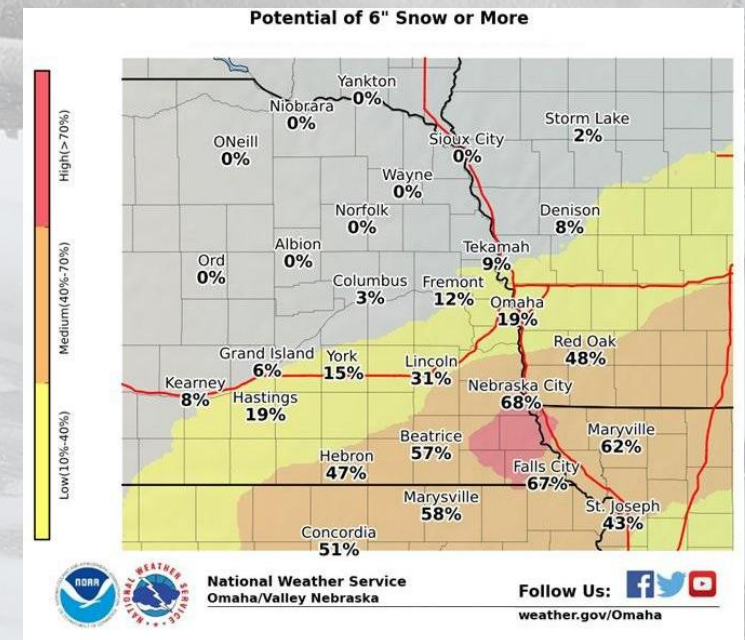 Potential of 6" Snow or More
High(>70%)
Medium(40%-70%)
Low(10%-40%)
Yankton
0%
Niobrara
0%
Storm Lake
2%
ONeill
0%
Sioux City
0%
Wayne
0%
Norfolk
0%
Denison
8%
Albion
0%
Tekamah
9%
Ord
0%
Columbus
3%
Fremont
12%
Omaha
19%
Red Oak
48%
Grand Island
6%
York
15%
Lincoln
31%
Kearney
8%
Hastings
19%
Nebraska City
68%
Beatrice
57%
Maryville
62%
Hebron
47%
Falls City
67%
Marysville
58%
St. Joseph
43%
Concordia
51%
NOAA
NATIONAL WEATHER SERVICE
National Weather Service
Omaha/Valley Nebraska
Follow Us:
weather.gov/Omaha